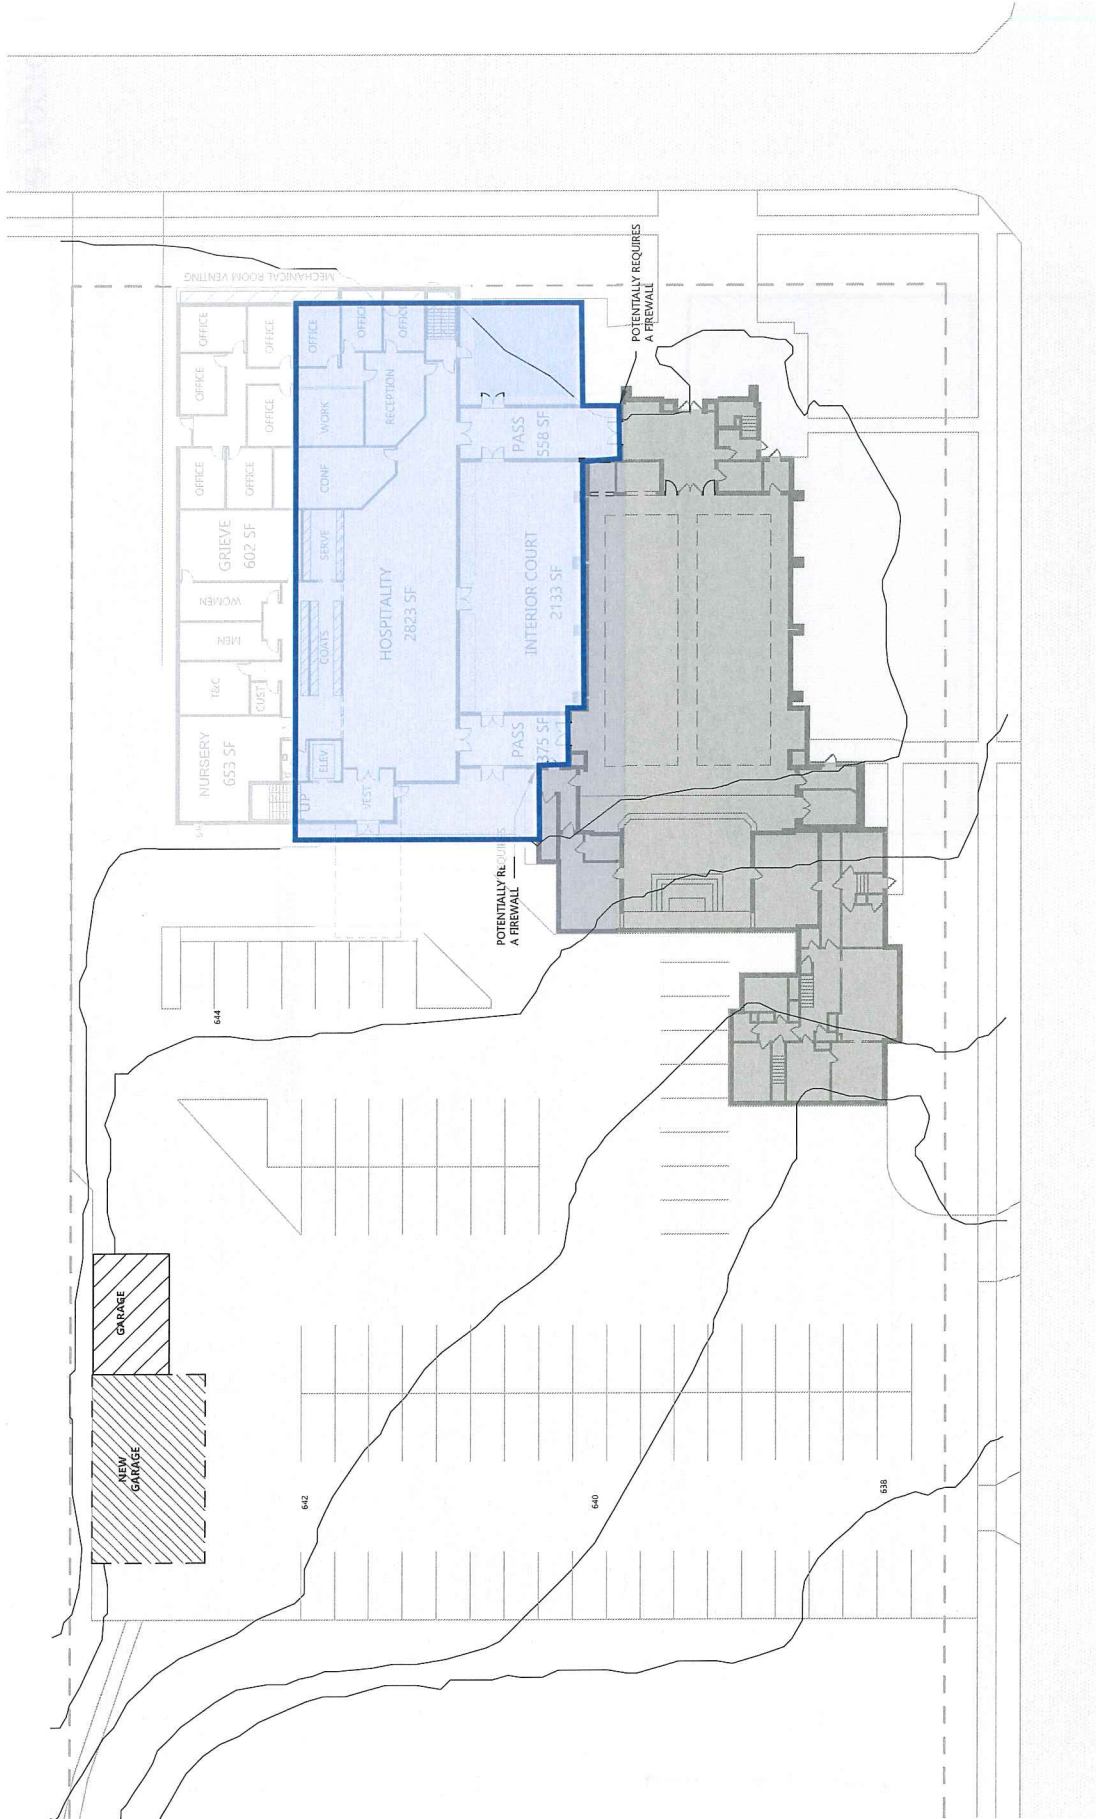 MECHANICAL ROOM VENTING
OFFICE
OFFICE
OFFICE
OFFICE
OFFICE
OFFICE
OFFICE
OFFICE
OFFICE
WORK
RECEPTION
CONF
GRIEVE
602 SF
SERVE
WOMEN
MEN
COATS
HOSPITALITY
2823 SF
INTERIOR COURT
2133 SF
PASS
558 SF
POTENTIALLY REQUIRES
A FIREWALL
T&C
CUST
NURSERY
653 SF
ELEV
UP
VEST
PASS
375 SF
POTENTIALLY REQUIRES
A FIREWALL
644
GARAGE
NEW
GARAGE
642
640
638